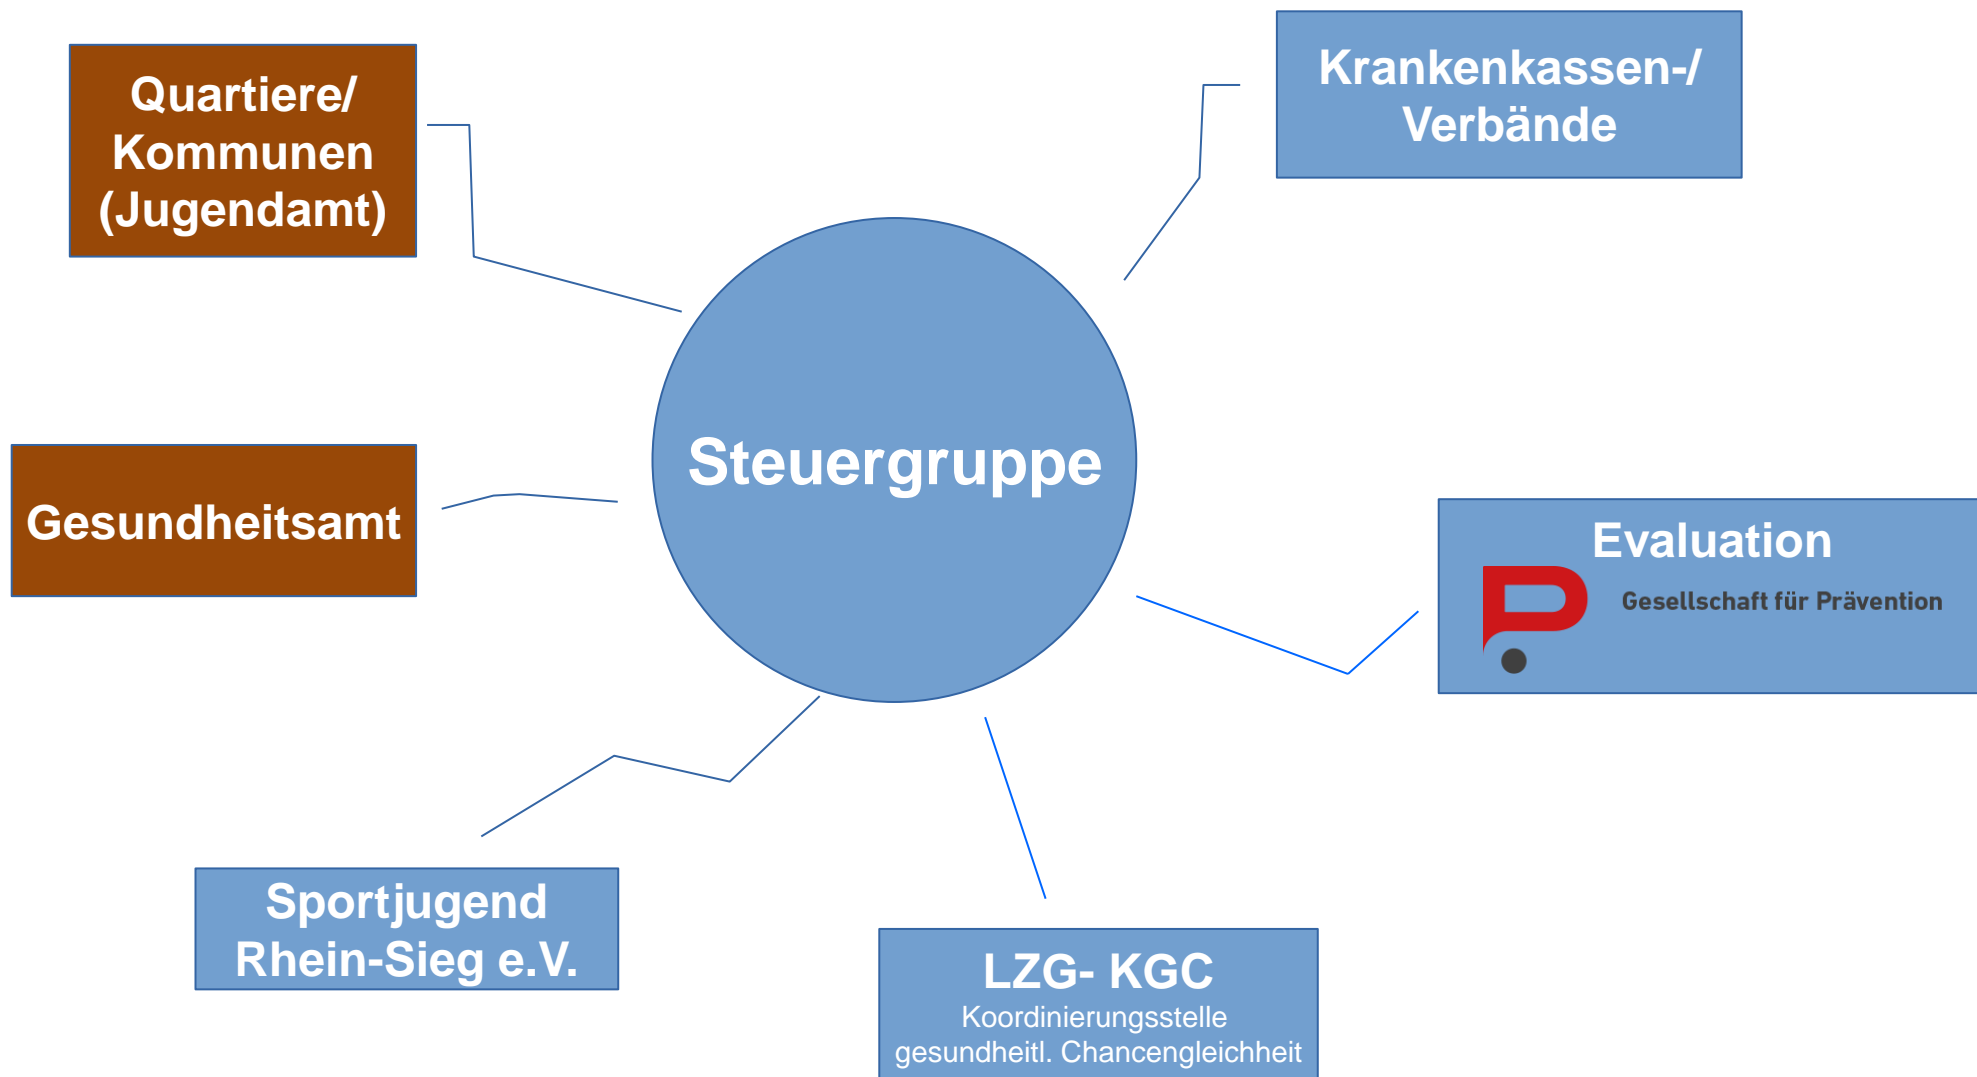 Quartiere/
Kommunen
(Jugendamt)
Krankenkassen-/
Verbände
Steuergruppe
Gesundheitsamt
Evaluation
Gesellschaft für Prävention
Sportjugend
Rhein-Sieg e.V.
LZG- KGC
Koordinierungsstelle
gesundheitl. Chancengleichheit